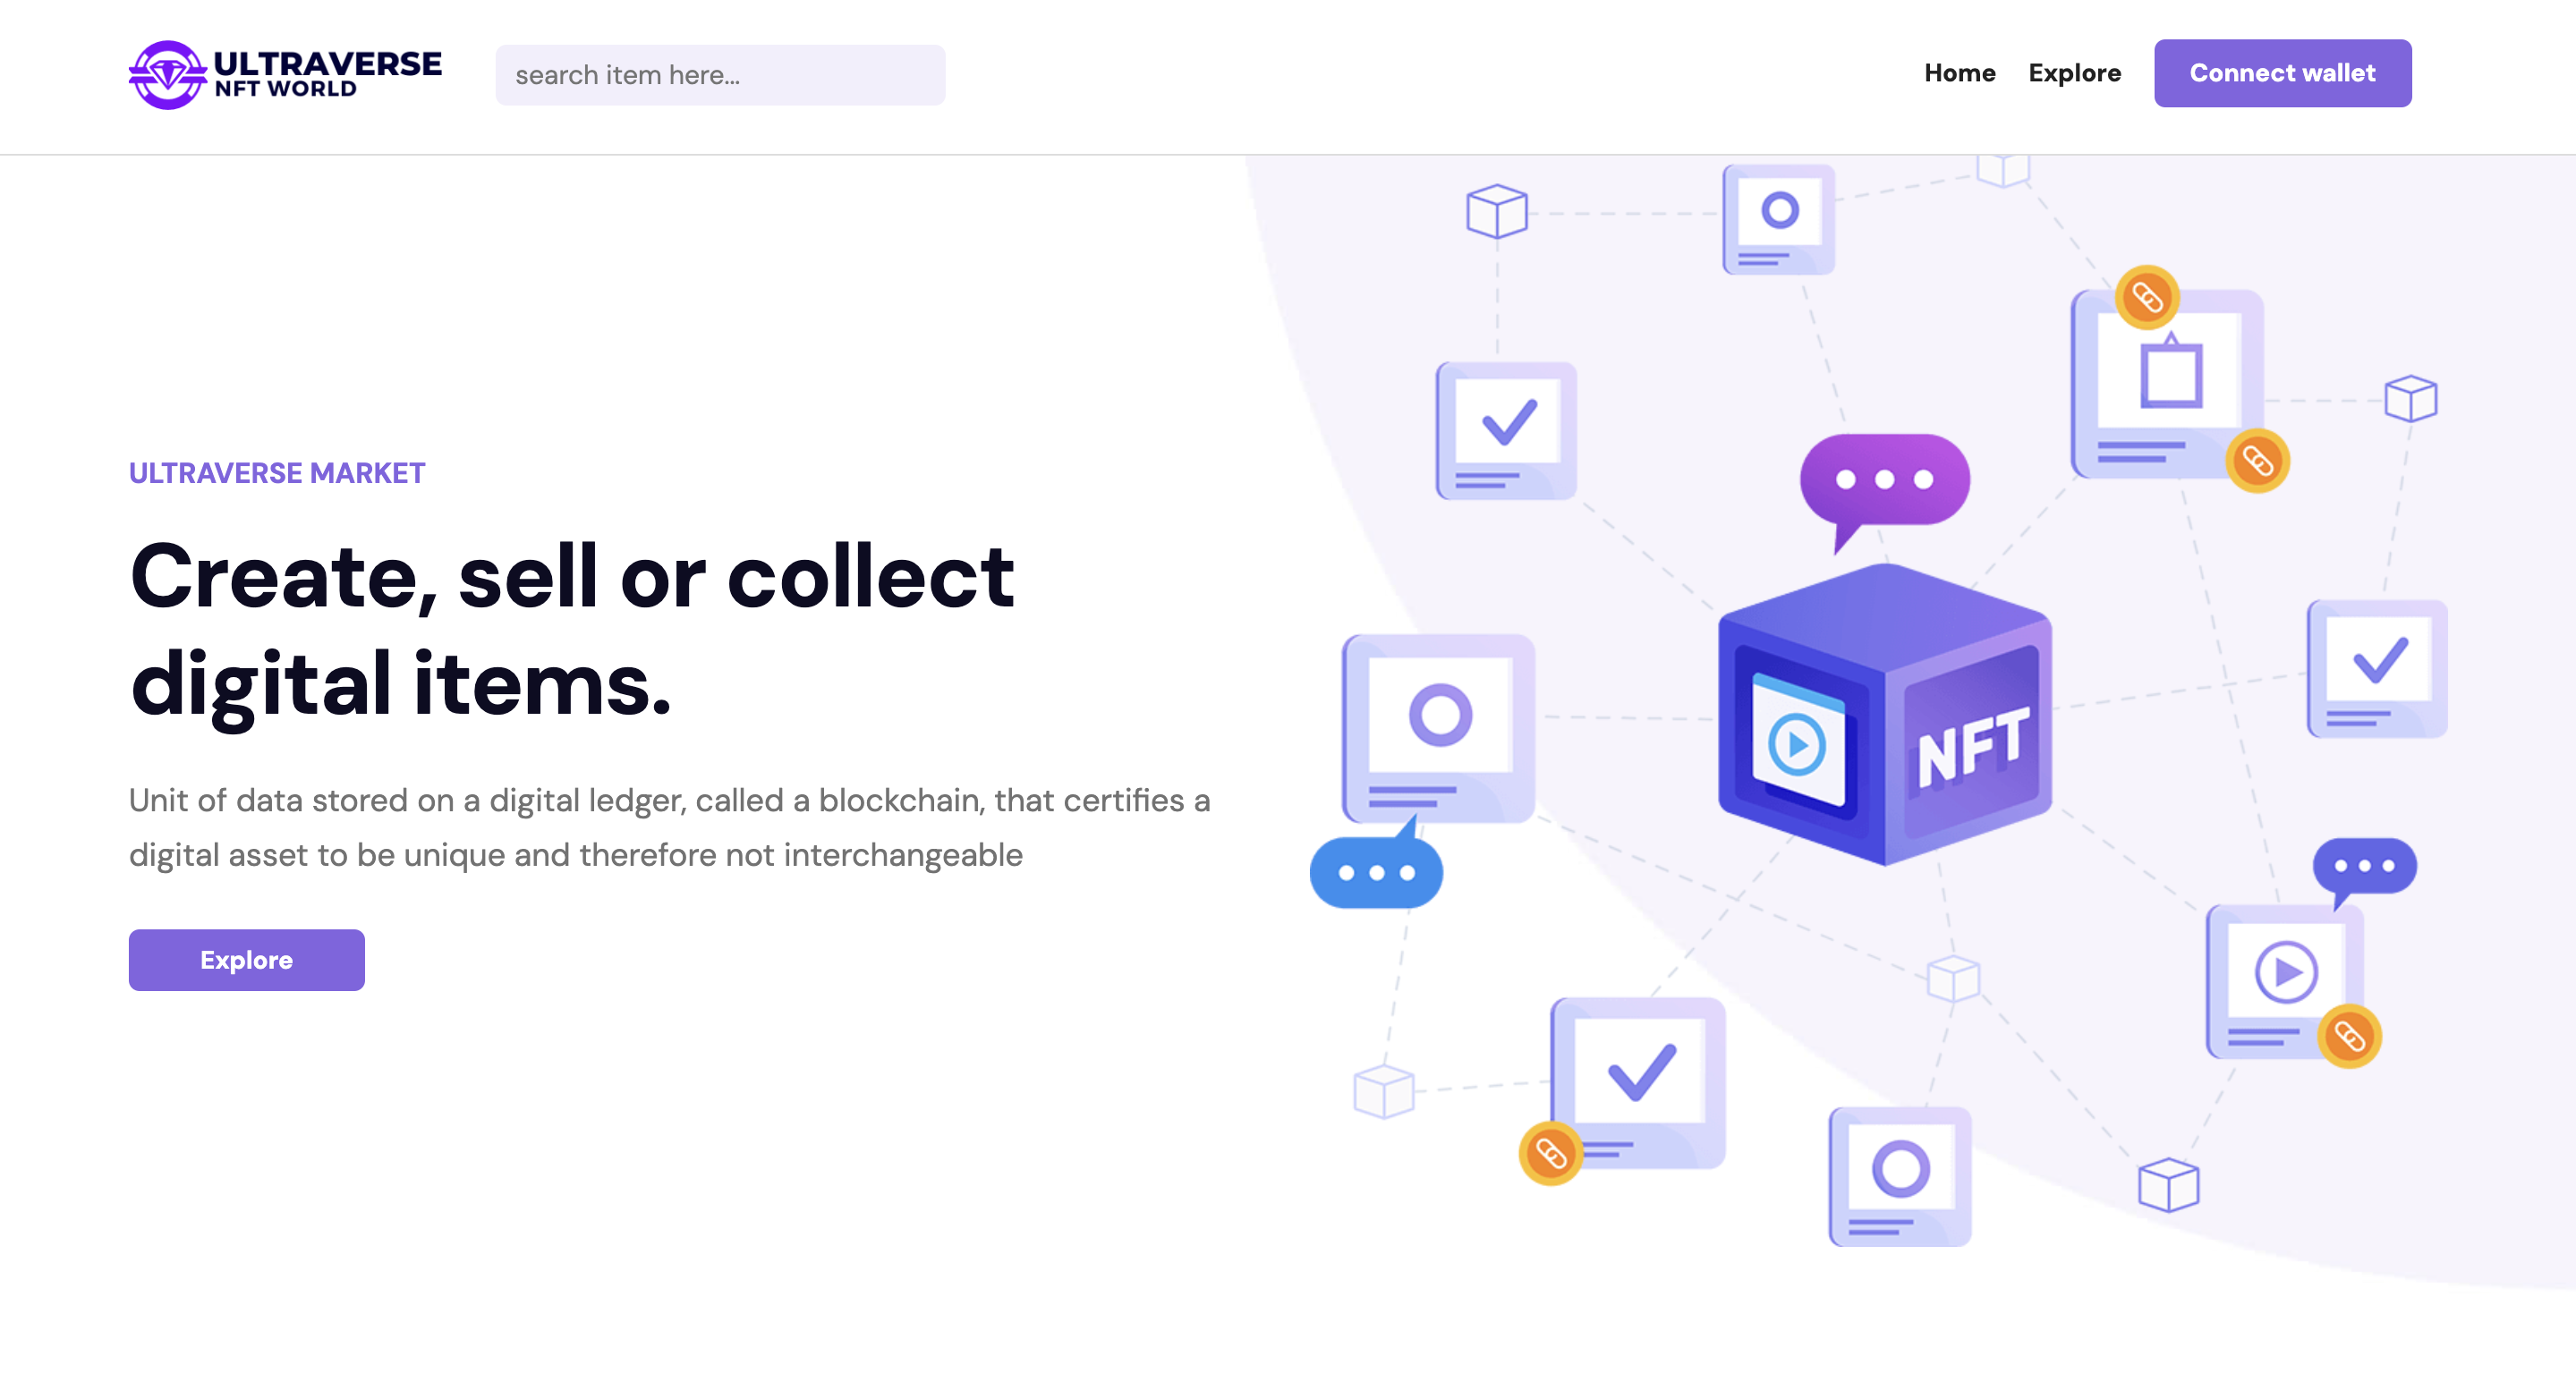 ULTRAVERSE
NFT WORLD
search item here...
Home
Explore
Connect wallet
ULTRAVERSE MARKET
Create, sell or collect
digital items.
Unit of data stored on a digital ledger, called a blockchain, that certifies a
digital asset to be unique and therefore not interchangeable
Explore
NFT